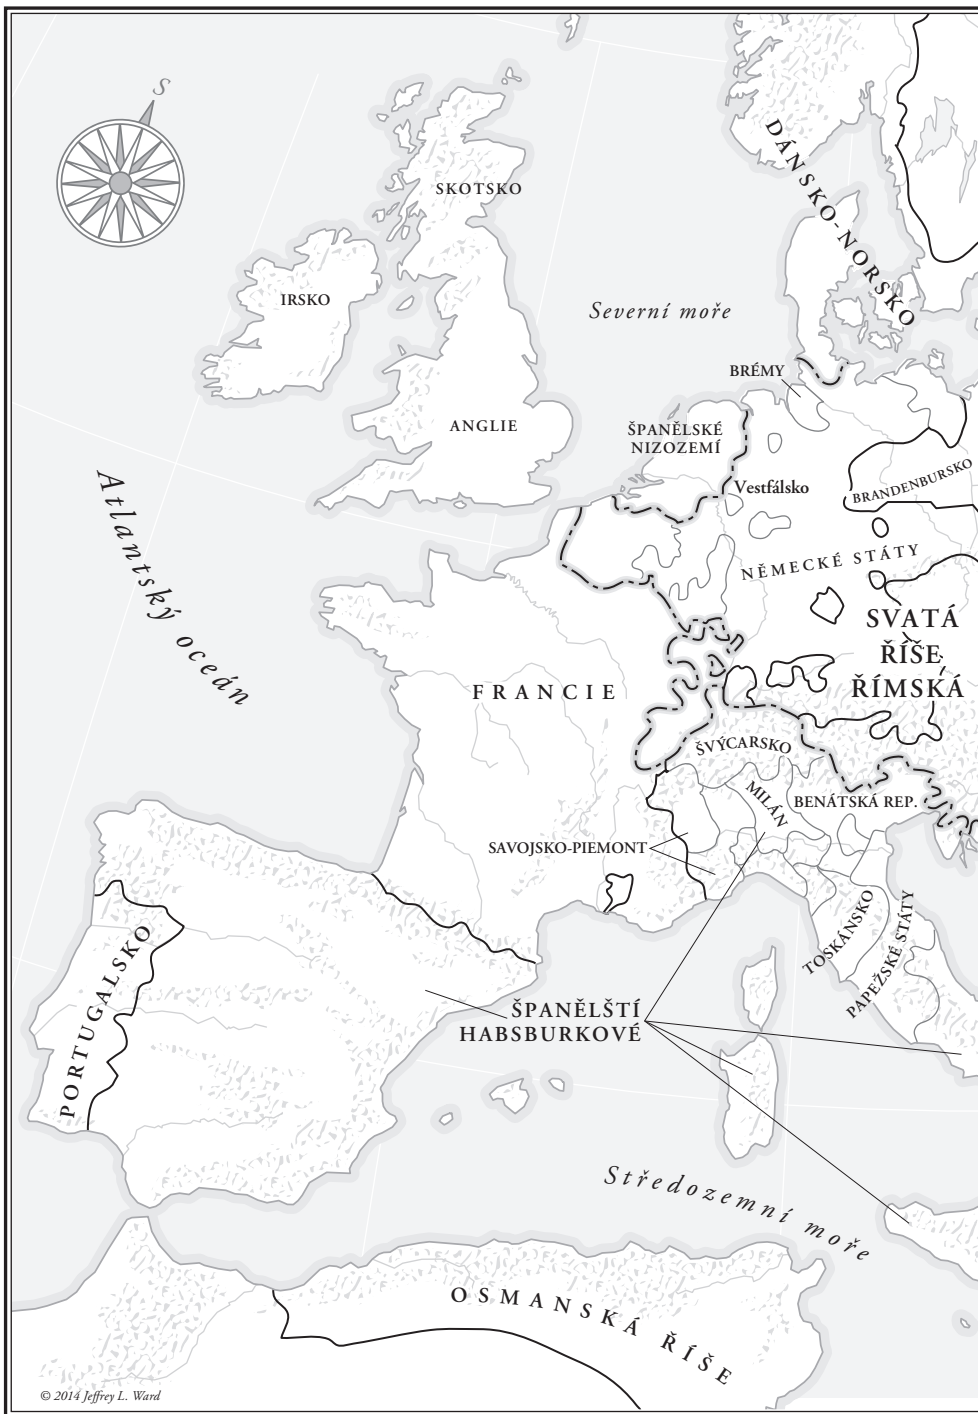 S
SKOTSKO
DÁNSKO-NORSKO
IRSKO
Severní moře
BRÉMY
ANGLIE
ŠPANĚLSKÉ
NIZOZEMÍ
Vestfálsko
BRANDENBURSKO
Atlantský oceán
NĚMECKÉ STÁTY
SVATÁ
ŘÍŠE
ŘÍMSKÁ
FRANCIE
ŠVÝCARSKO
MILÁN
BENÁTSKÁ REP.
SAVOJSKO-PIEMONT
PORTUGALSKO
TOSKÁNSKO
PAPEŽSKÉ STÁTY
ŠPANĚLŠTÍ
HABSBURKOVÉ
Středozemní moře
OSMANSKÁ ŘÍŠE
© 2014 Jeffrey L. Ward